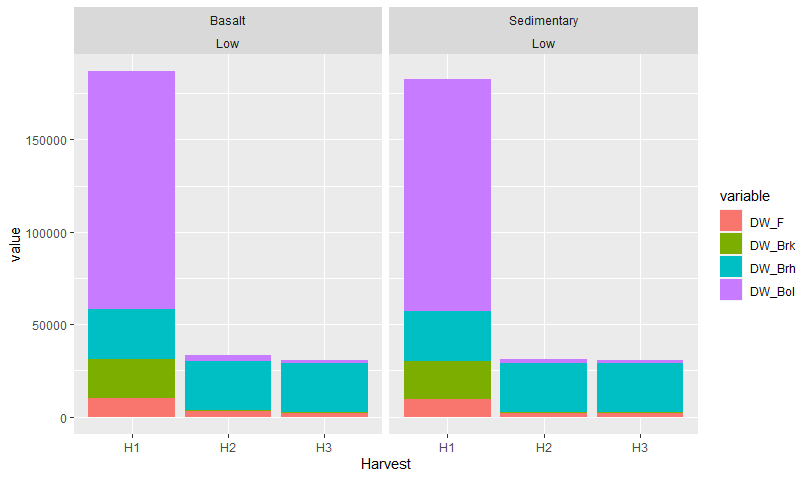 Basalt
Sedimentary
Low
Low
value
150000
100000
50000
0
H1
H2
H3
H1
H2
H3
Harvest
variable
DW_F
DW_Brk
DW_Brh
DW_Bol